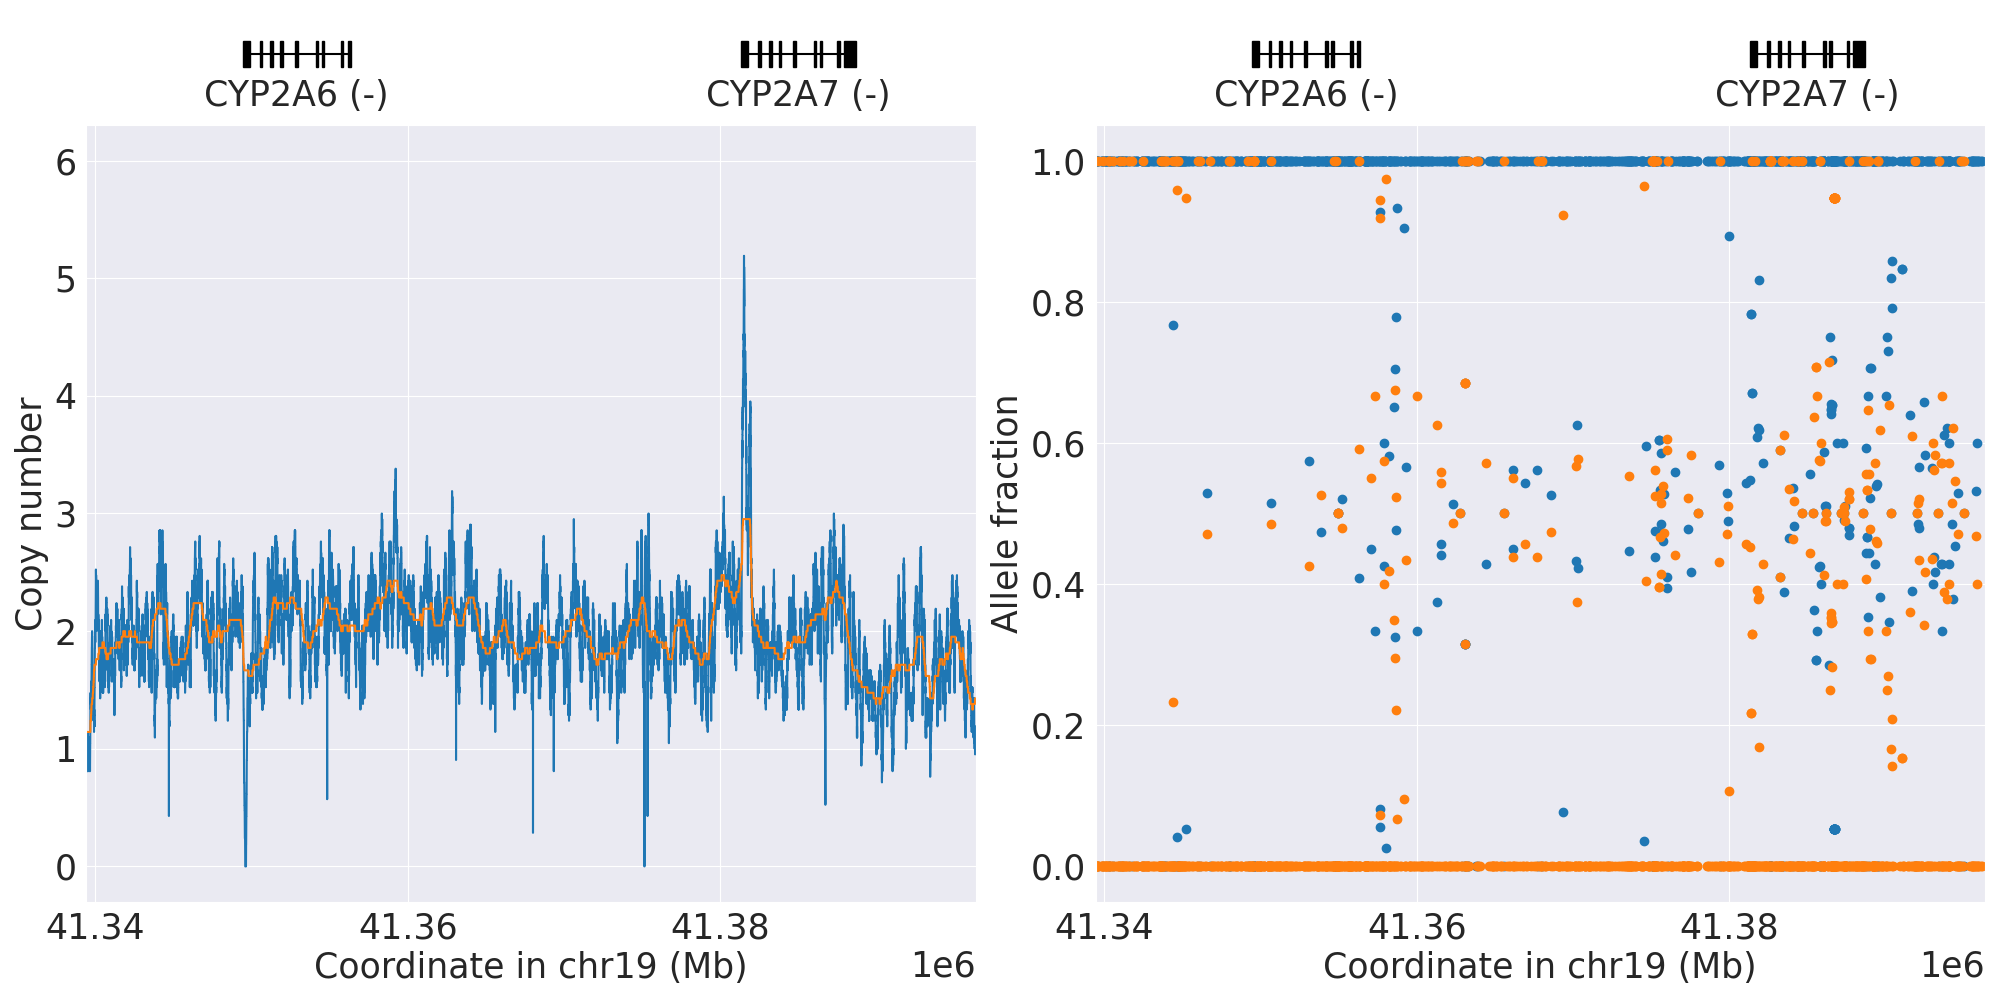 CYP2A6 (-)
CYP2A7 (-)
6
5
4
3
2
1
0
Copy number
41.34
41.36
41.38
Coordinate in chr19 (Mb)
1e6
CYP2A6 (-)
CYP2A7 (-)
1.0
0.8
0.6
0.4
0.2
0.0
Allele fraction
41.34
41.36
41.38
Coordinate in chr19 (Mb)
1e6